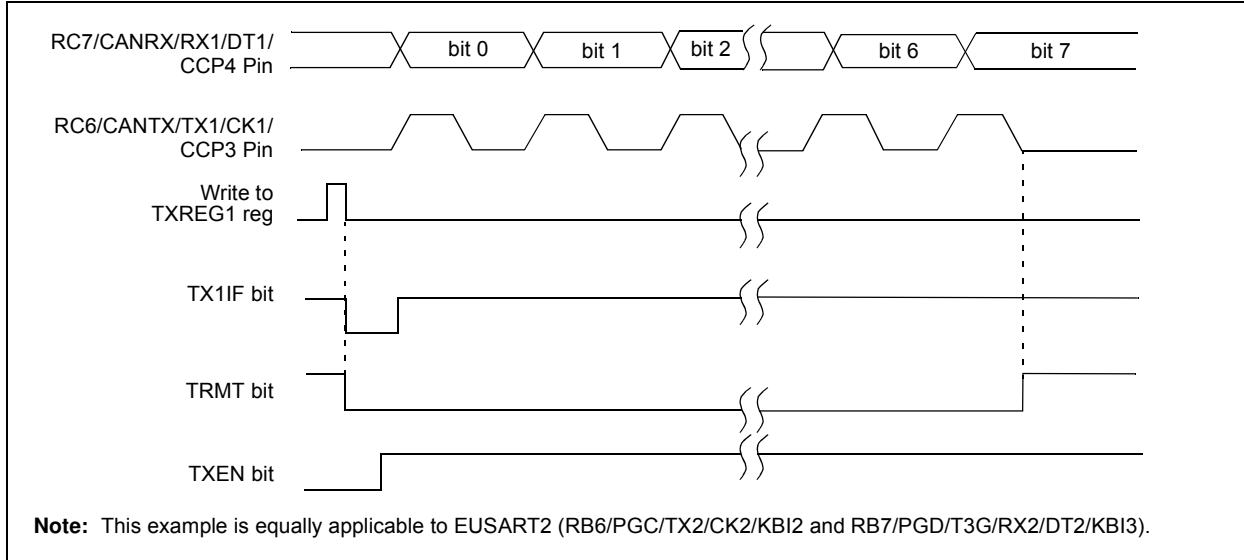 RC7/CANRX/RX1/DT1/
CCP4 Pin
bit 0 bit 1 bit 2 bit 6 bit 7
RC6/CANTX/TX1/CK1/
CCP3 Pin
Write to
TXREG1 reg
TX1IF bit
TRMT bit
TXEN bit
Note: This example is equally applicable to EUSART2 (RB6/PGC/TX2/CK2/KBI2 and RB7/PGD/T3G/RX2/DT2/KBI3).